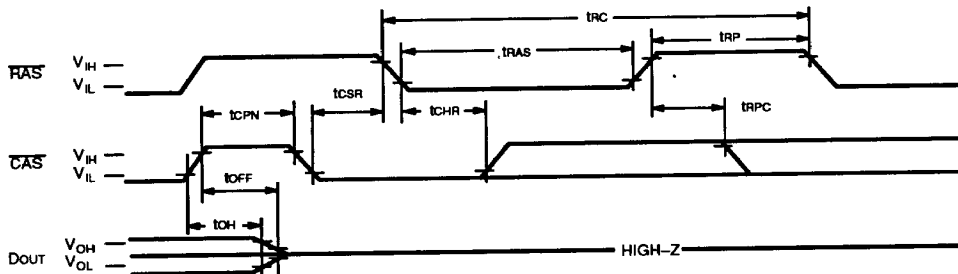 tRC
tRP
tRAS
RAS VIH
VIL
tCSR
tCPN
tCHR
tRPC
CAS VIH
VIL
tOFF
tOH
DOUT VOH
VOL
HIGH-Z